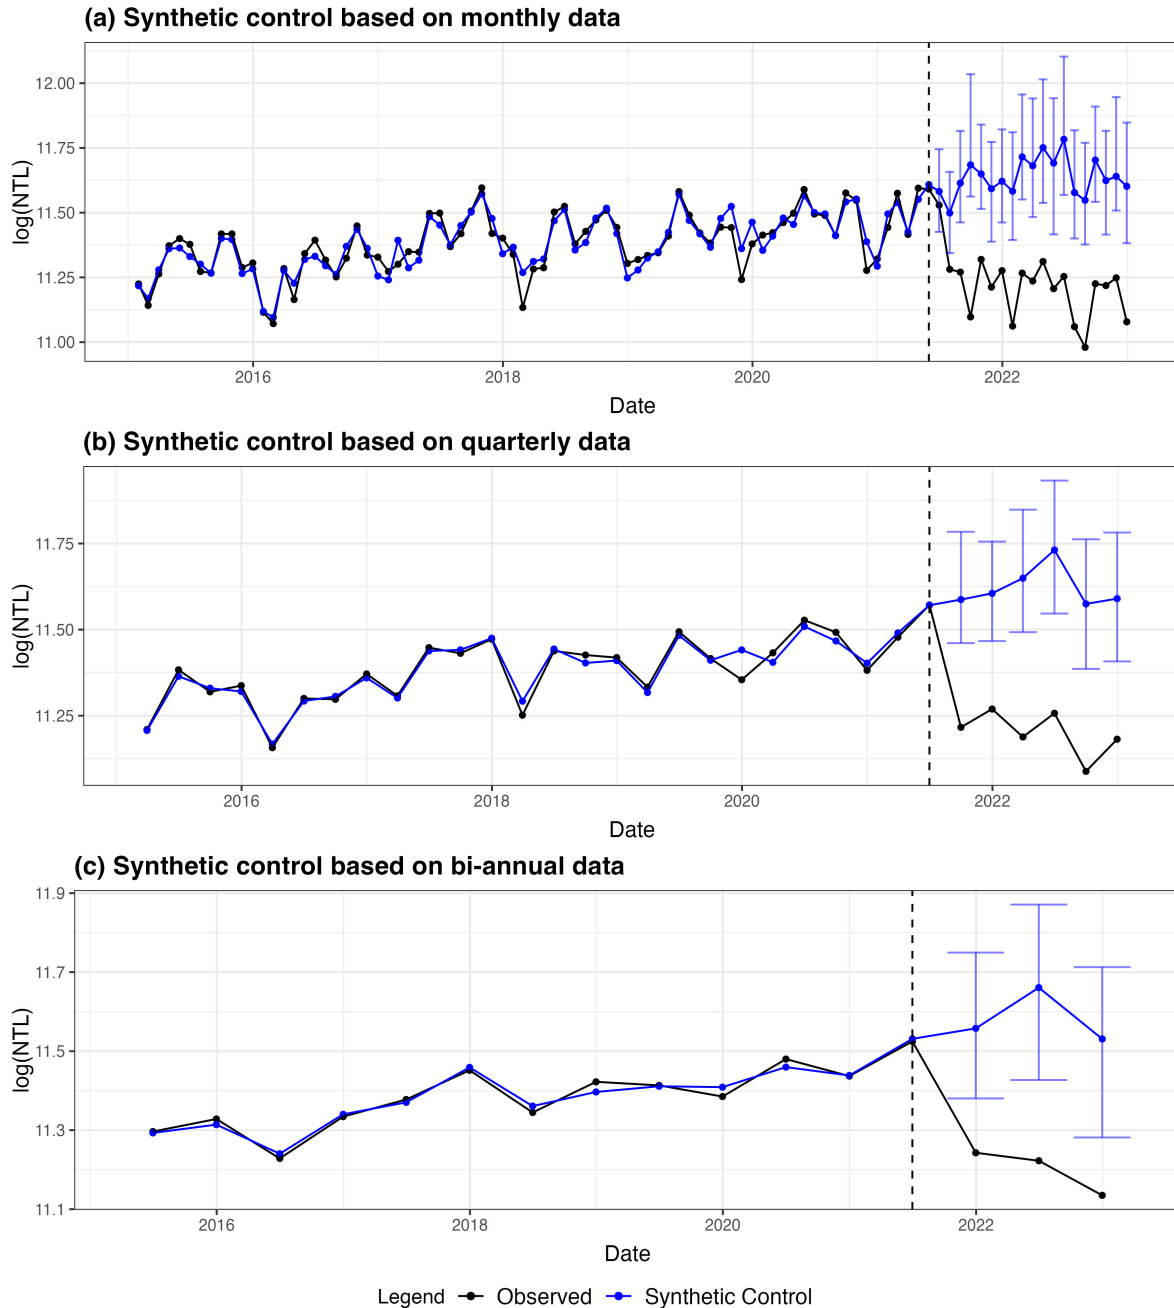 (a) Synthetic control based on monthly data
log(NTL)
12.00
11.75
11.50
11.25
11.00
2016 2018 2020 2022
Date
(b) Synthetic control based on quarterly data
log(NTL)
11.75
11.50
11.25
2016 2018 2020 2022
Date
(c) Synthetic control based on bi-annual data
log(NTL)
11.9
11.7
11.5
11.3
11.1
2016 2018 2020 2022
Date
Legend Observed Synthetic Control